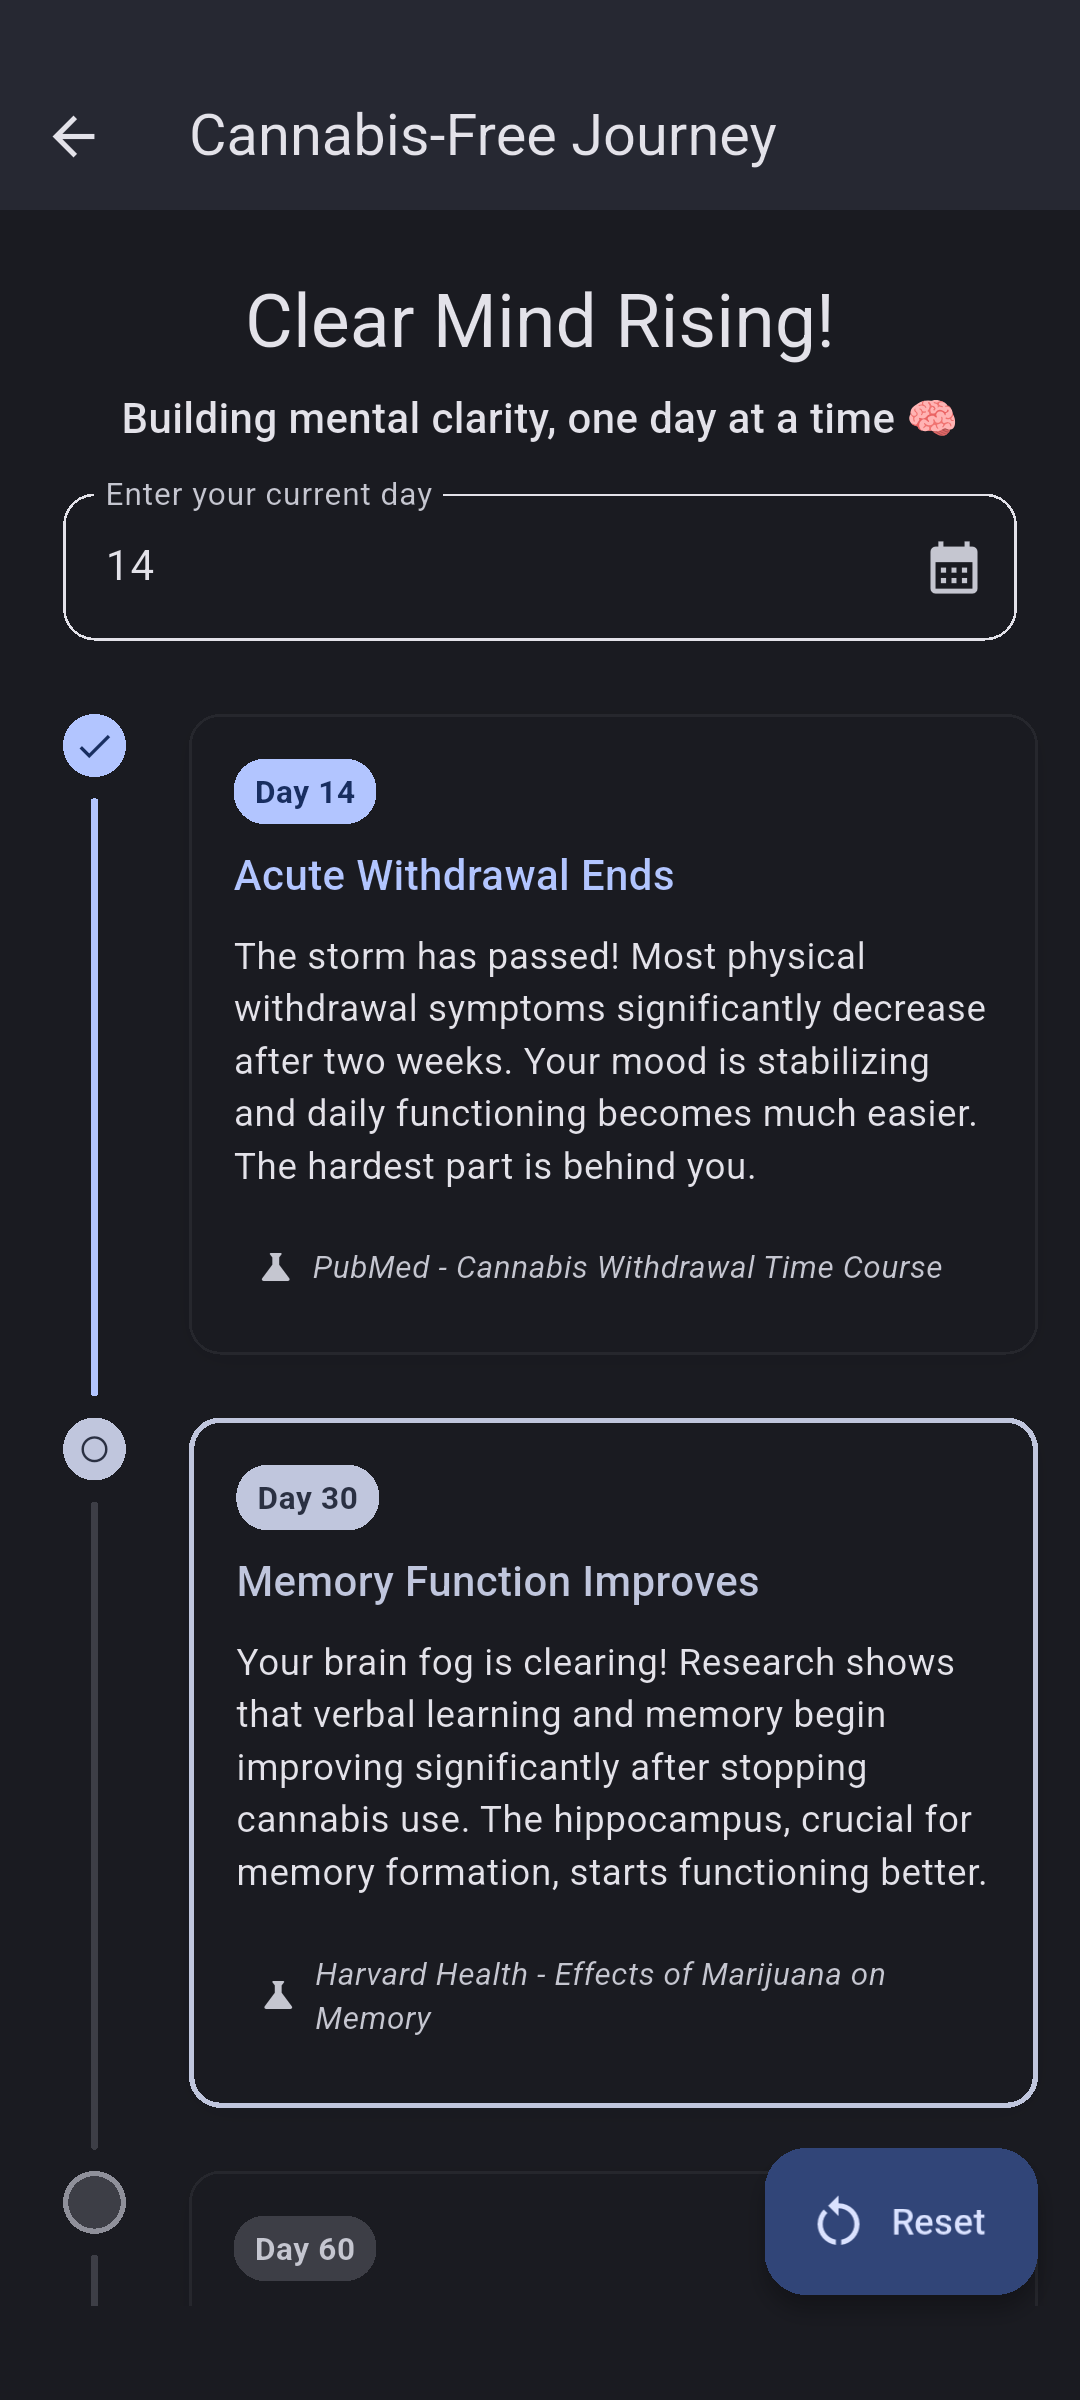 Cannabis-Free Journey
Clear Mind Rising!
Building mental clarity, one day at a time 🧠
Enter your current day
14
Day 14
Acute Withdrawal Ends
The storm has passed! Most physical
withdrawal symptoms significantly decrease
after two weeks. Your mood is stabilizing
and daily functioning becomes much easier.
The hardest part is behind you.
PubMed - Cannabis Withdrawal Time Course
Day 30
Memory Function Improves
Your brain fog is clearing! Research shows
that verbal learning and memory begin
improving significantly after stopping
cannabis use. The hippocampus, crucial for
memory formation, starts functioning better.
Harvard Health - Effects of Marijuana on
Memory
Day 60
Reset